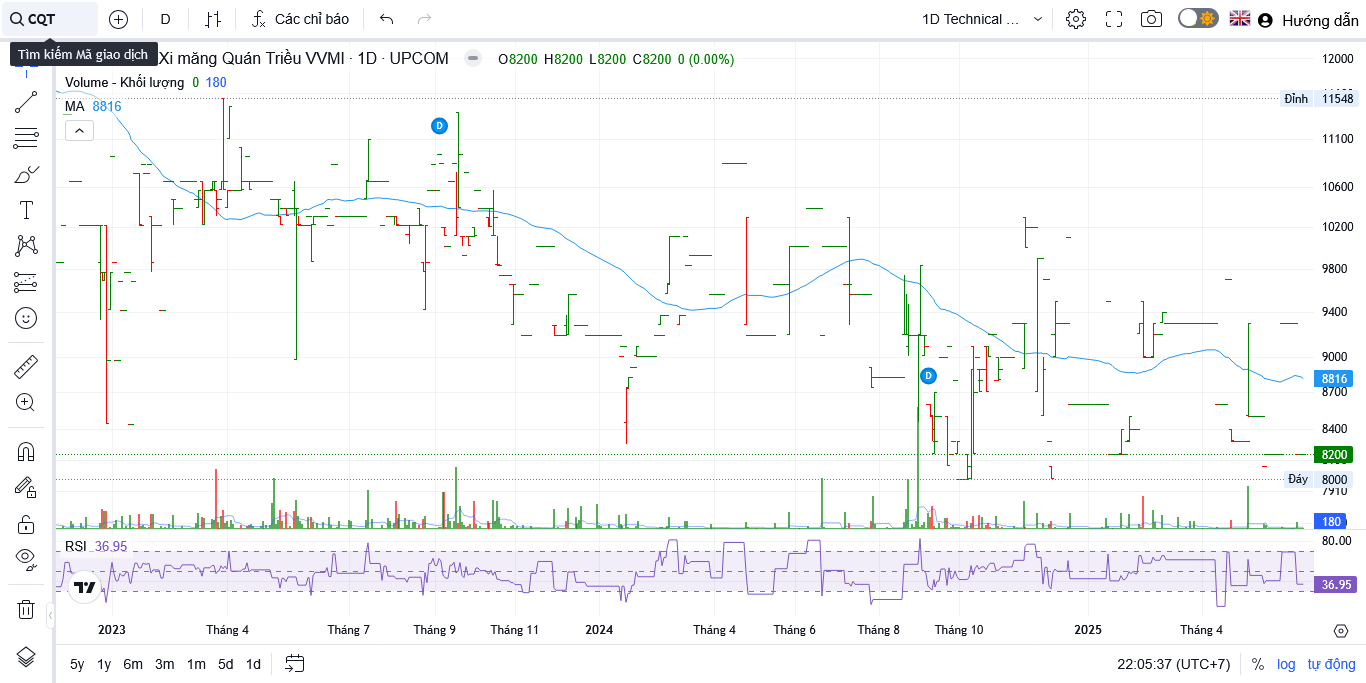 CQT
D
Các chỉ báo
1D Technical ...
Hướng dẫn
Tìm kiếm Mã giao dịch
Xi măng Quán Triều VVMI · 1D · UPCOM
O8200 H8200 L8200 C8200 0 (0.00%)
Volume - Khối lượng 0 180
MA 8816
12000
Đỉnh 11548
11100
10600
10200
9800
9400
9000
8816
8700
8400
8200
Đáy 8000
7910
180
D
D
RSI 36.95
80.00
36.95
2023
Tháng 4
Tháng 7
Tháng 9
Tháng 11
2024
Tháng 4
Tháng 6
Tháng 8
Tháng 10
2025
Tháng 4
5y 1y 6m 3m 1m 5d 1d
22:05:37 (UTC+7)
% log tự động